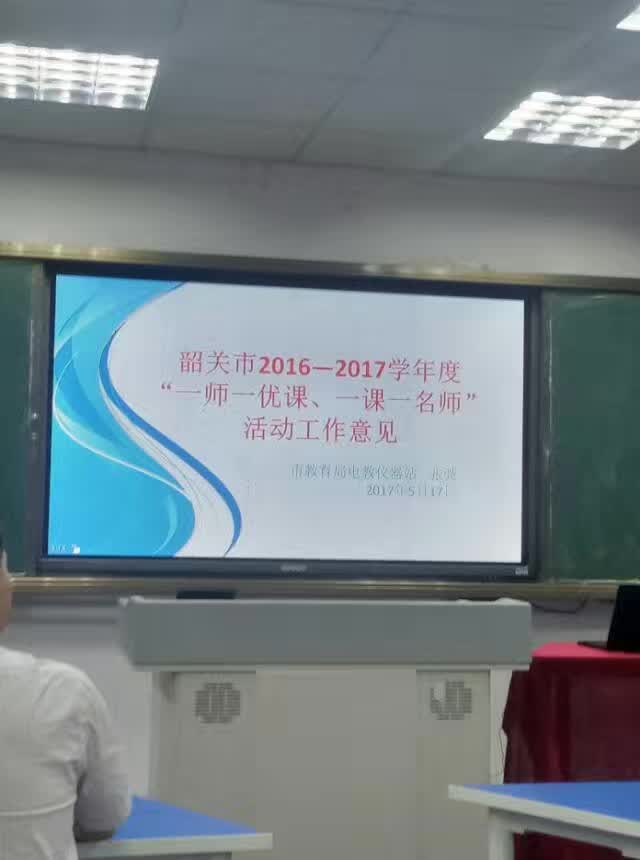 韶关市2016—2017学年度
“一师一优课、一课一名师”
活动工作意见
市教育局电教仪器站
2017年5月17日